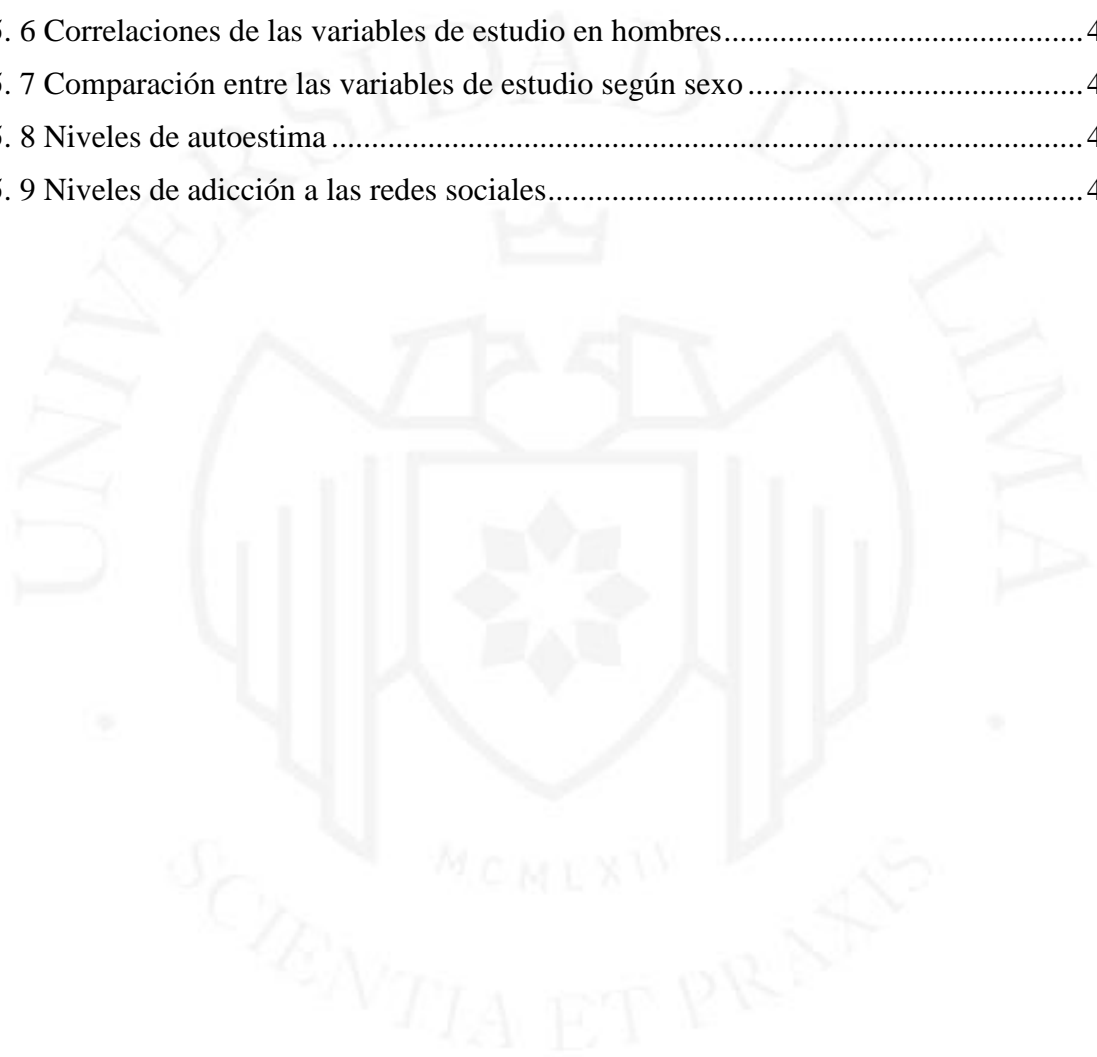 5. 6 Correlaciones de las variables de estudio en hombres............................................4
5. 7 Comparación entre las variables de estudio según sexo.........................................4
5. 8 Niveles de autoestima............................................................................................4
5. 9 Niveles de adicción a las redes sociales.................................................................4
UNIVERSIDAD DE LIMA
MCMLXII
SCIENTIA ET PRAXIS